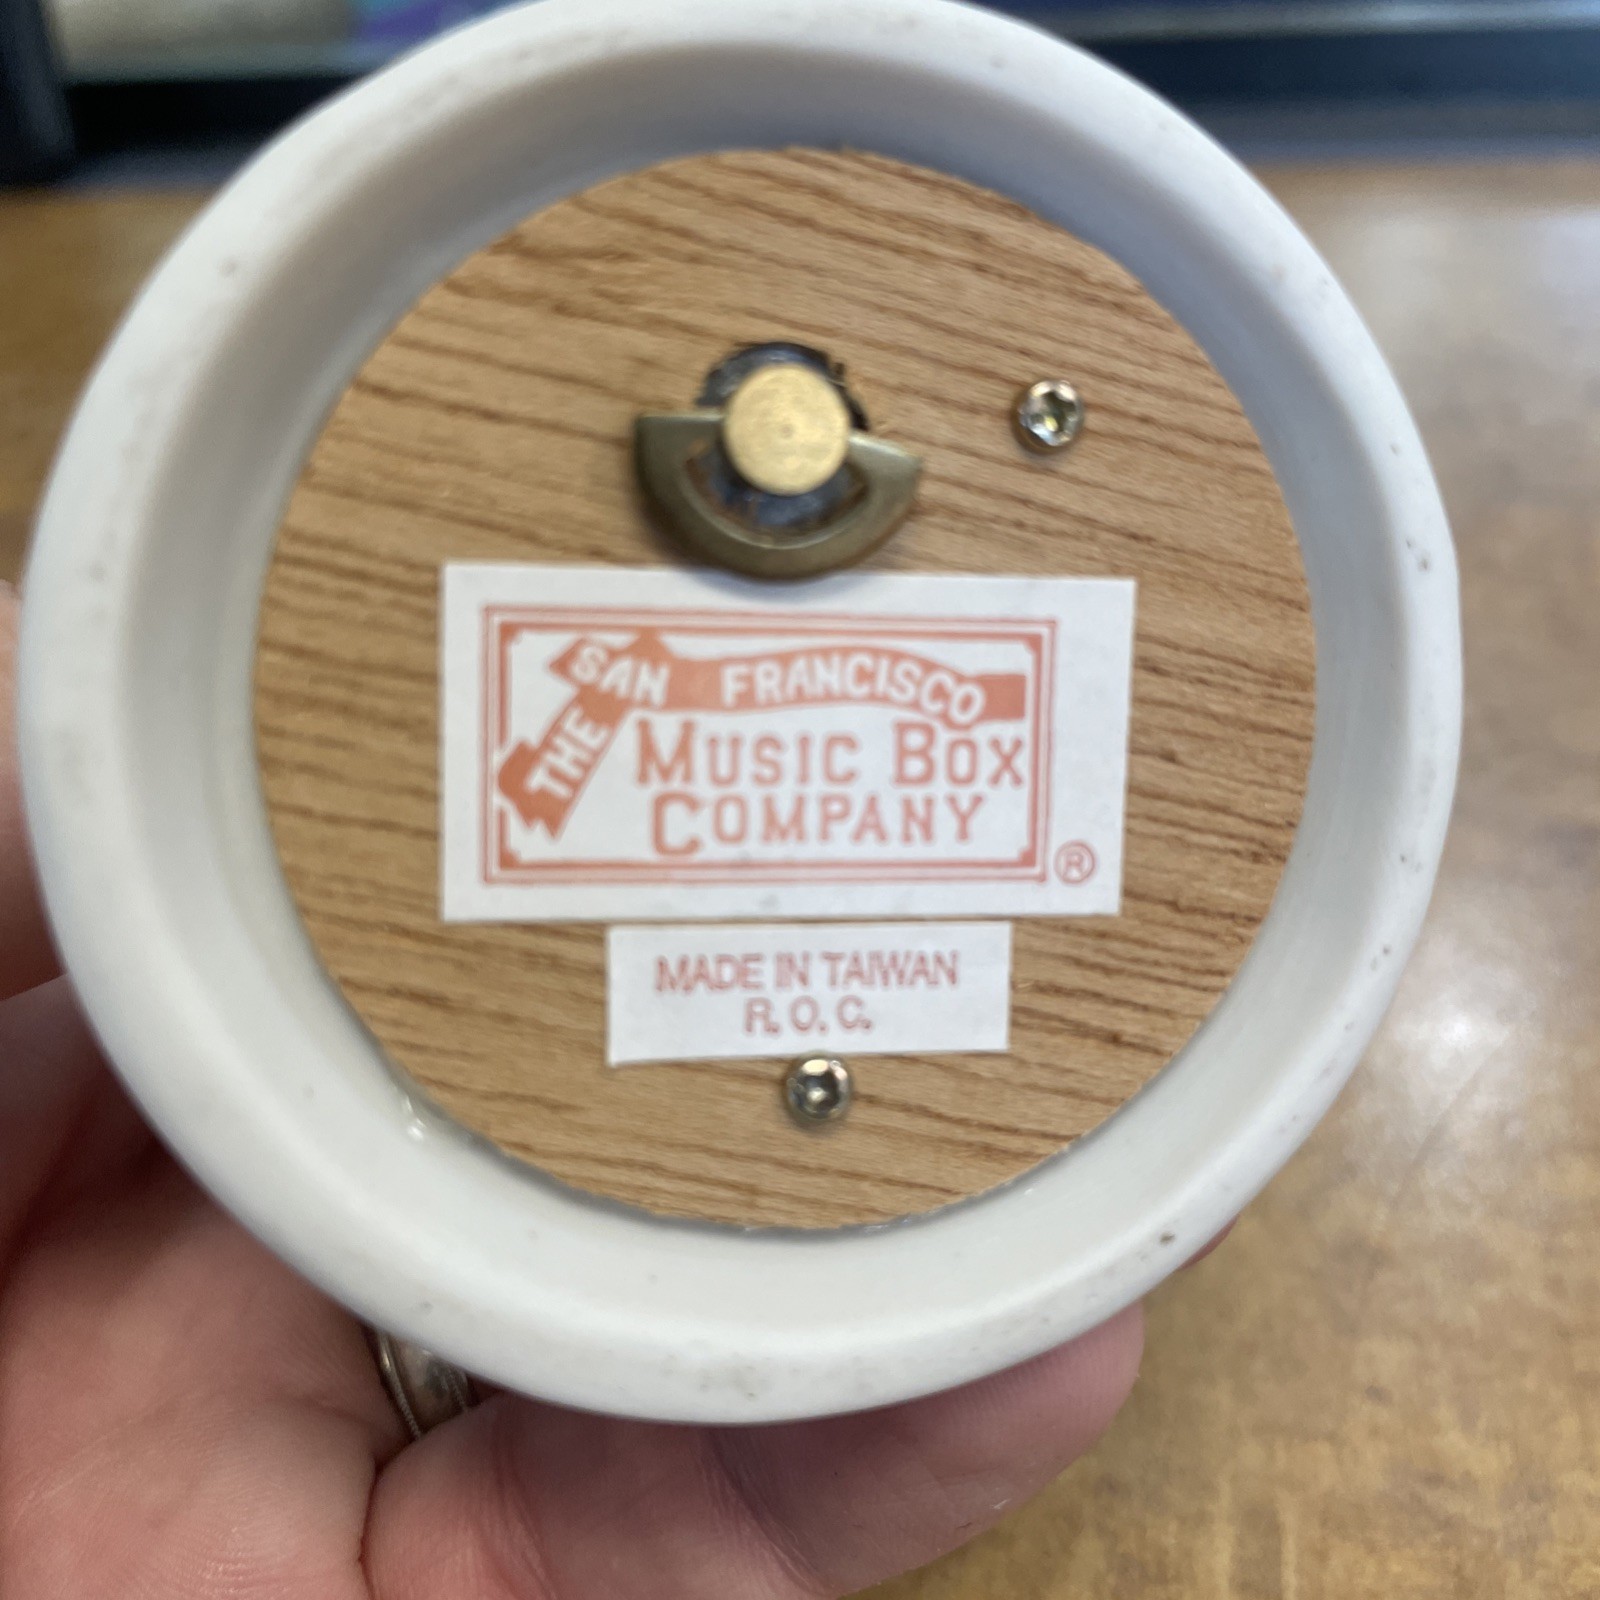 THE SAN FRANCISCO
MUSIC BOX
COMPANY
®
MADE IN TAIWAN
R. O. C.